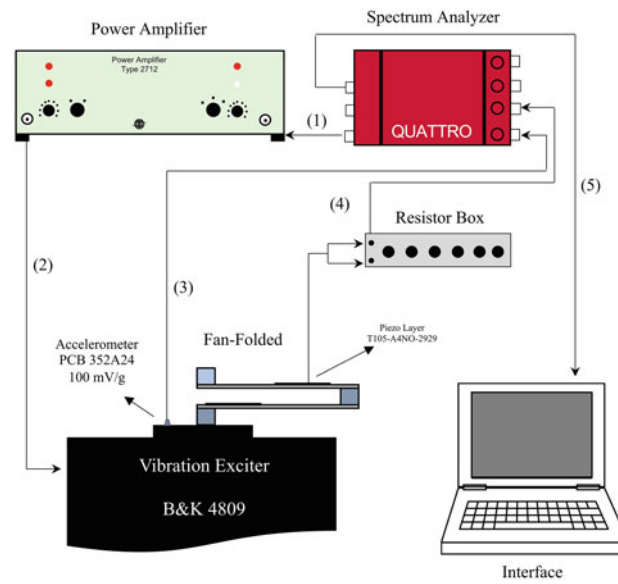 Power Amplifier
Spectrum Analyzer
Power Amplifier
Type 2712
(1)
QUATTRO
(2)
(3)
(4)
(5)
Resistor Box
Fan-Folded
Piezo Layer
T105-A4NO-2929
Accelerometer
PCB 352A24
100 mV/g
Vibration Exciter
B&K 4809
Interface